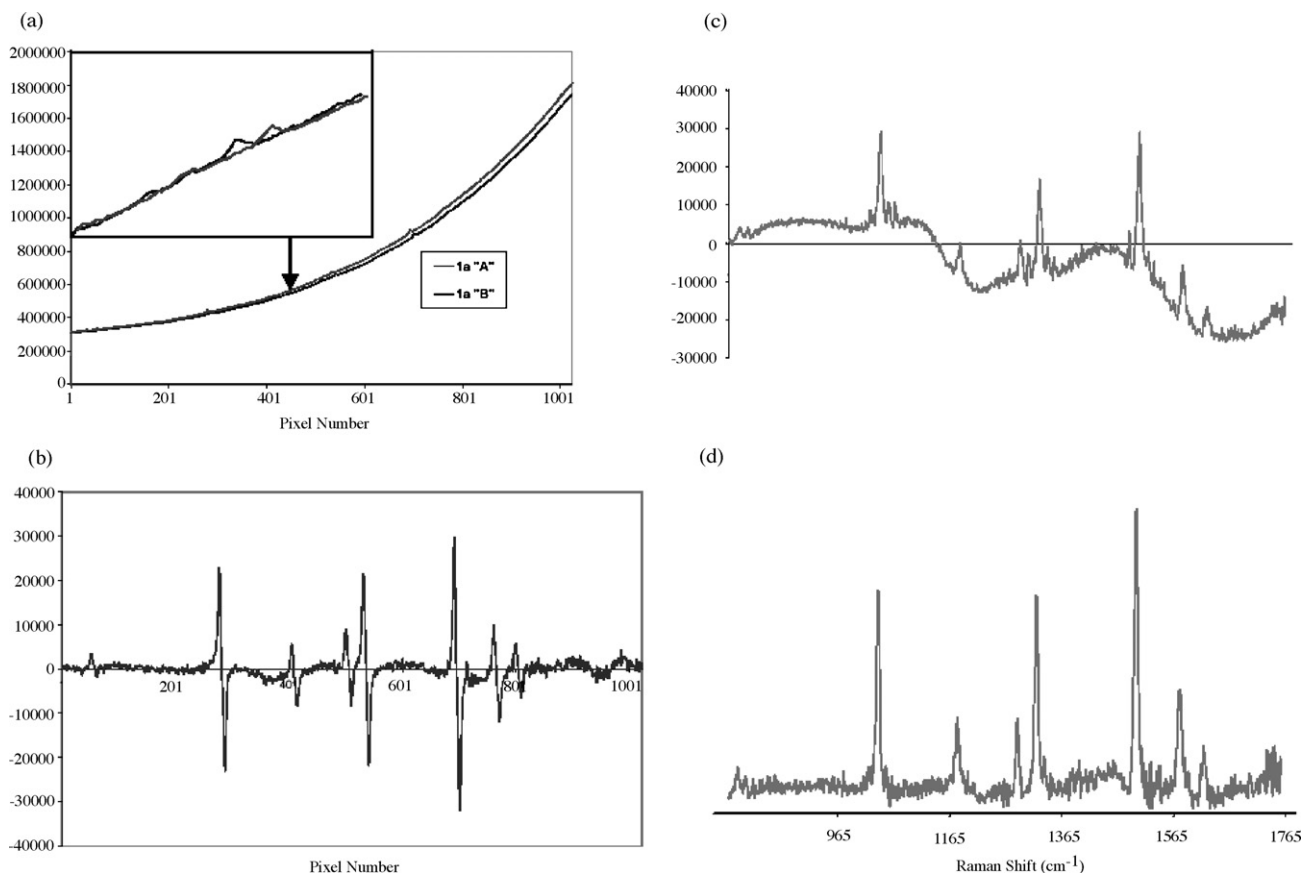 (a)
2000000
1800000
1600000
1400000
1200000
1000000
800000
600000
400000
200000
0
1 201 401 601 801 1001
Pixel Number
1a "A"
1a "B"
(b)
40000
30000
20000
10000
0
-10000
-20000
-30000
-40000
201 401 601 801 1001
Pixel Number
(c)
40000
30000
20000
10000
0
-10000
-20000
-30000
(d)
965 1165 1365 1565 1765
Raman Shift (cm⁻¹)